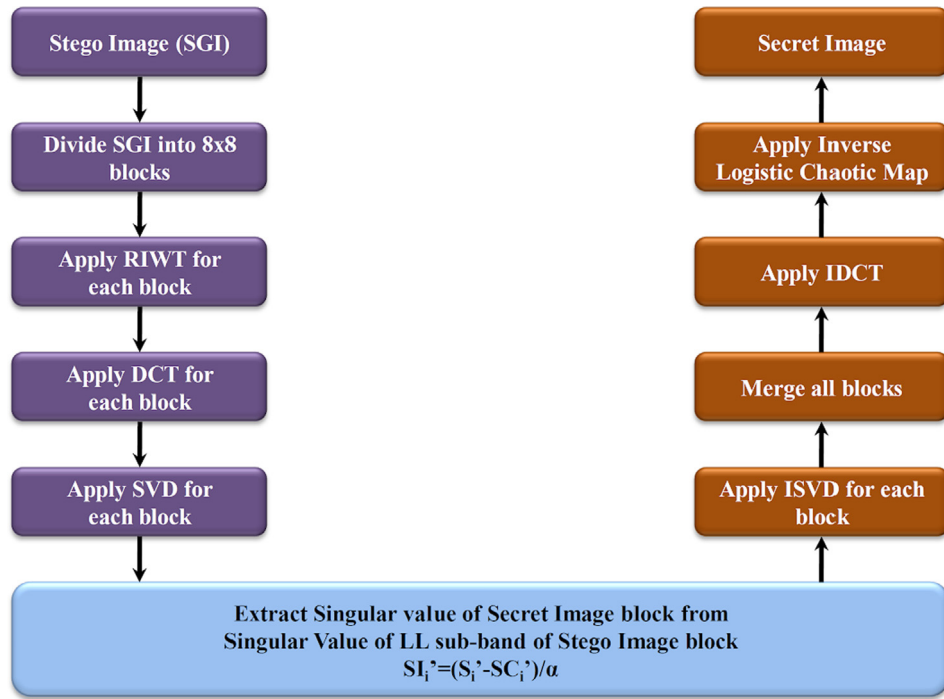 Stego Image (SGI)
Divide SGI into 8x8
blocks
Apply RIWT for
each block
Apply DCT for
each block
Apply SVD for
each block
Extract Singular value of Secret Image block from
Singular Value of LL sub-band of Stego Image block
SIᵢ’=(Sᵢ’-SCᵢ’)/α
Apply ISVD for each
block
Merge all blocks
Apply IDCT
Apply Inverse
Logistic Chaotic Map
Secret Image